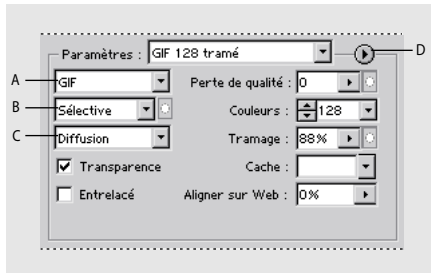 Paramètres : GIF 128 tramé
D
A
GIF
Perte de qualité : 0
B
Sélective
Couleurs : 128
C
Diffusion
Tramage : 88%
Transparence
Cache :
Entrelacé
Aligner sur Web : 0%